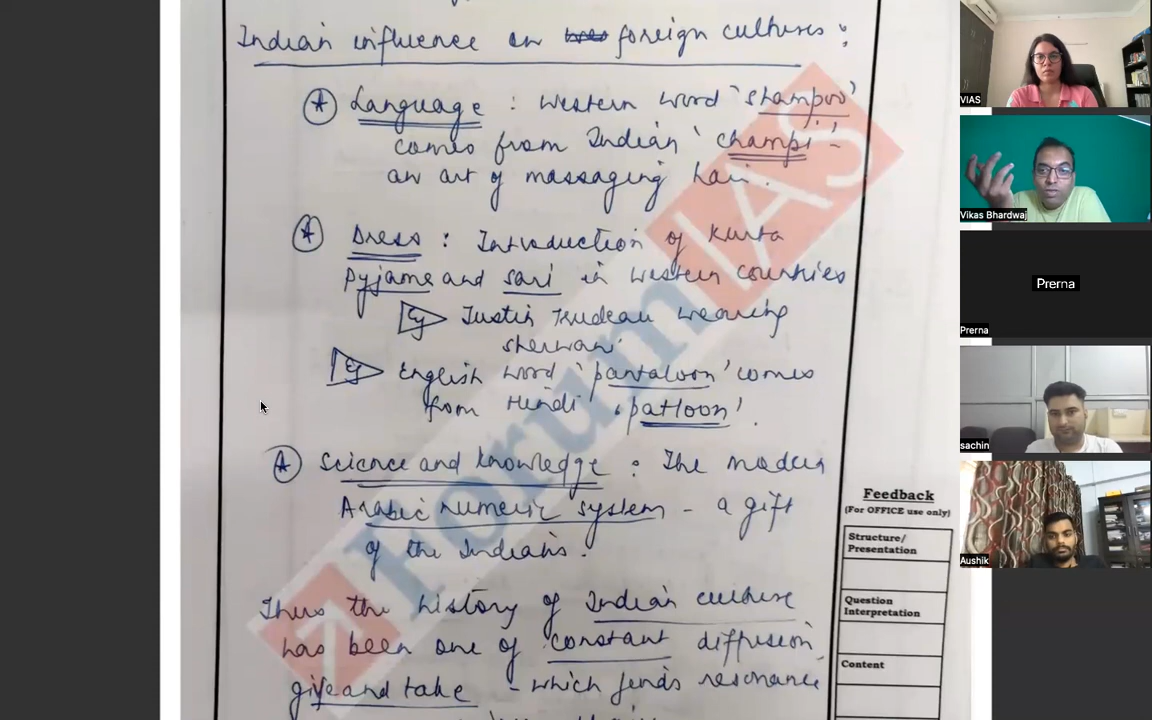 Indian influence on foreign cultures :
Language : Western word 'shampoo'
comes from Indian 'champi' -
an art of massaging hair.
Dress : Introduction of Kurta
Pyjama and sari in western countries
Eg Justin Trudeau wearing
sherwani
Eg English word 'pantaloon' comes
from Hindi 'patloon'.
Science and knowledge : The modern
Arabic numeric system - a gift
of the Indians.
Thus the history of Indian culture
has been one of constant diffusion,
give and take - which finds resonance
ForumIAS
Feedback
(For OFFICE use only)
Structure/
Presentation
Question
Interpretation
Content
VIAS
Vikas Bhardwaj
Prerna
Prerna
sachin
Aushik